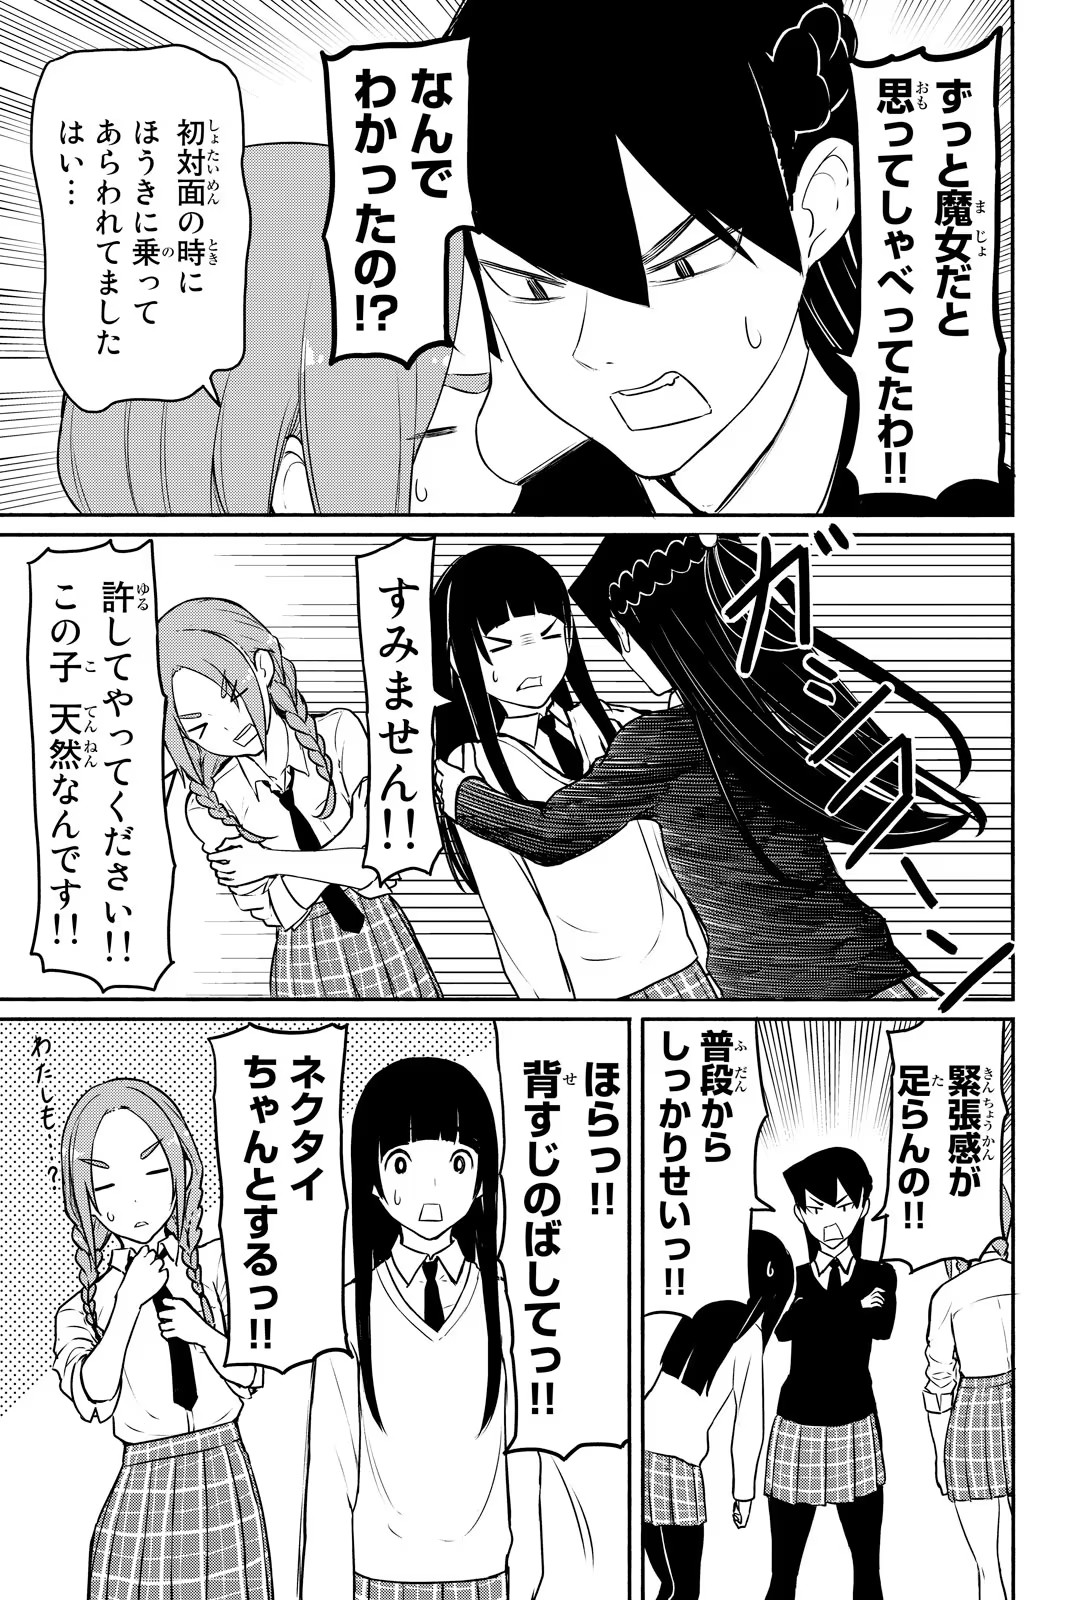 ずっと魔女だと
思ってしゃべってたわ!!
なんで
わかったの!?
初対面の時に
ほうきに乗って
あらわれてました
はい…
ガシンガシン
すみません!!
許してやってください!!
この子 天然なんです!!
緊張感が
足らんの!!
普段から
しっかりせいっ!!
ほらっ!!
背すじのばしてっ!!
ネクタイ
ちゃんとするっ!!
わたしも…?